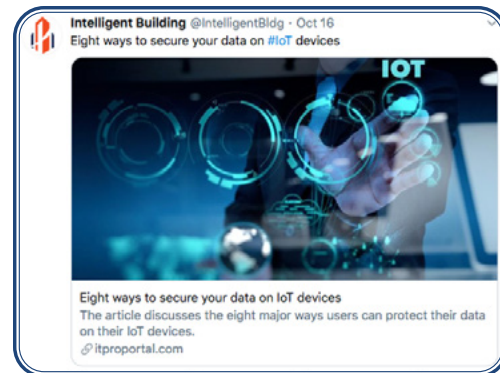 Intelligent Building @IntelligentBldg · Oct 16
Eight ways to secure your data on #IoT devices
IOT
Eight ways to secure your data on IoT devices
The article discusses the eight major ways users can protect their data
on their IoT devices.
itproportal.com